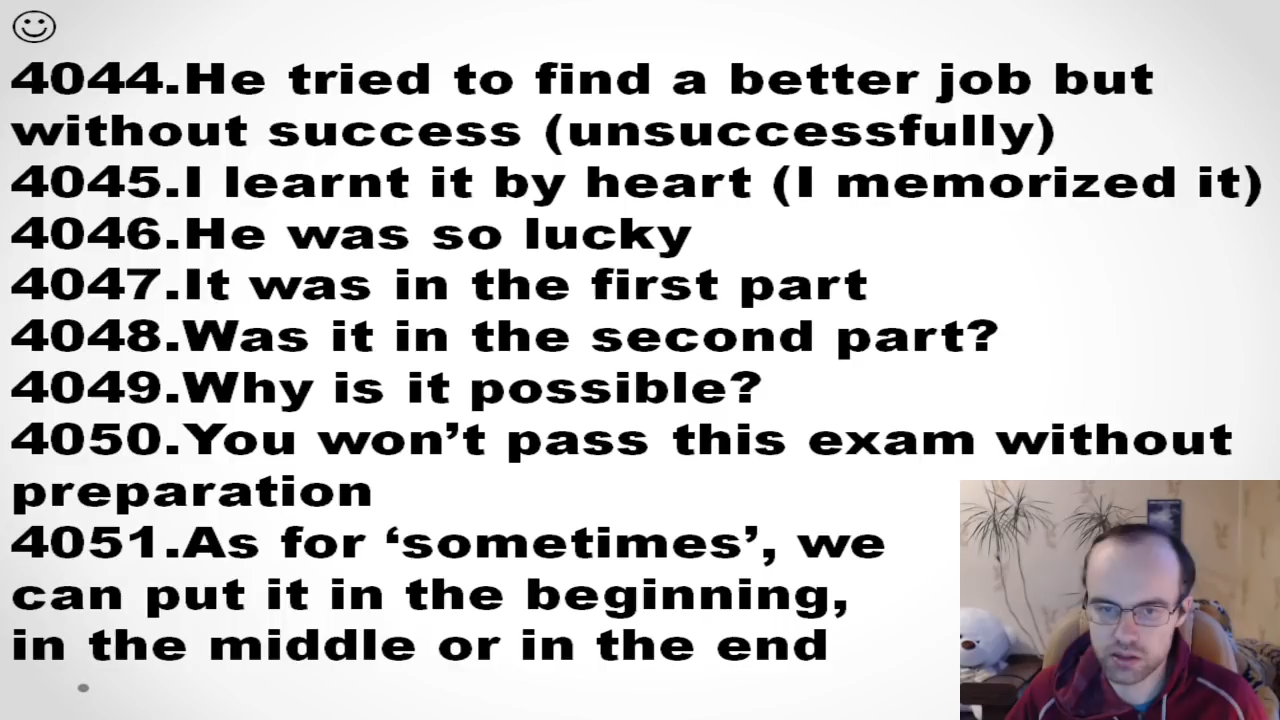 4044.He tried to find a better job but
without success (unsuccessfully)
4045.I learnt it by heart (I memorized it)
4046.He was so lucky
4047.It was in the first part
4048.Was it in the second part?
4049.Why is it possible?
4050.You won’t pass this exam without
preparation
4051.As for ‘sometimes’, we
can put it in the beginning,
in the middle or in the end